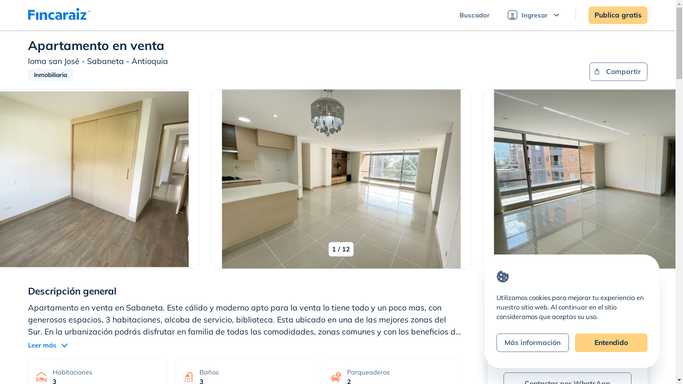 Fincaraiz
Buscador
Ingresar
Publica gratis
Apartamento en venta
loma san José - Sabaneta - Antioquia
Inmobiliaria
Compartir
1 / 12
Descripción general
Apartamento en venta en Sabaneta. Este cálido y moderno apto para la venta lo tiene todo y un poco mas, con
generosos espacios, 3 habitaciones, alcoba de servicio, biblioteca. Esta ubicado en una de las mejores zonas del
Sur. En la urbanización podrás disfrutar en familia de todas las comodidades, zonas comunes y con los beneficios d...
Leer más
Habitaciones
3
Baños
3
Parqueaderos
2
Utilizamos cookies para mejorar tu experiencia en
nuestro sitio web. Al continuar en el sitio
consideramos que aceptas su uso.
Más información
Entendido
Contactar por WhatsApp